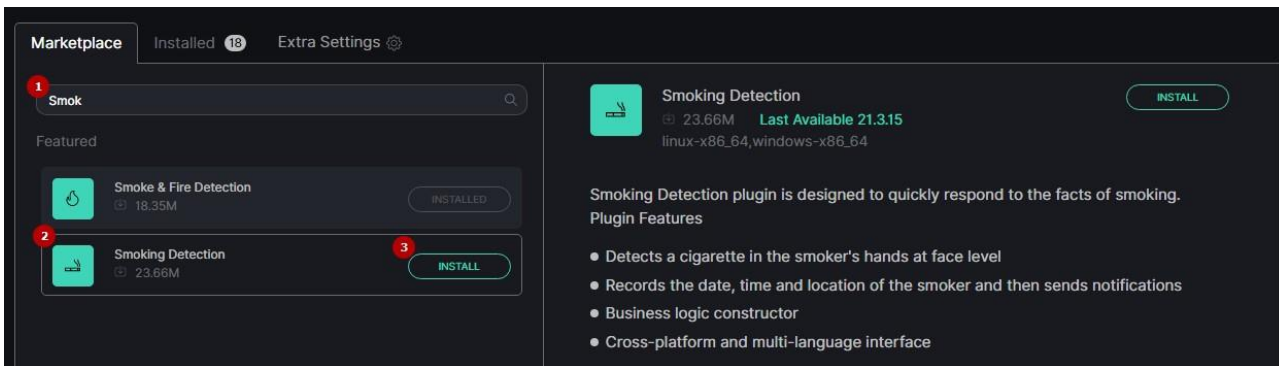 Marketplace
Installed 18
Extra Settings
1
Smok
Featured
Smoke & Fire Detection
18.35M
INSTALLED
2
Smoking Detection
23.66M
3
INSTALL
Smoking Detection
INSTALL
23.66M Last Available 21.3.15
linux-x86_64,windows-x86_64
Smoking Detection plugin is designed to quickly respond to the facts of smoking.
Plugin Features
● Detects a cigarette in the smoker's hands at face level
● Records the date, time and location of the smoker and then sends notifications
● Business logic constructor
● Cross-platform and multi-language interface